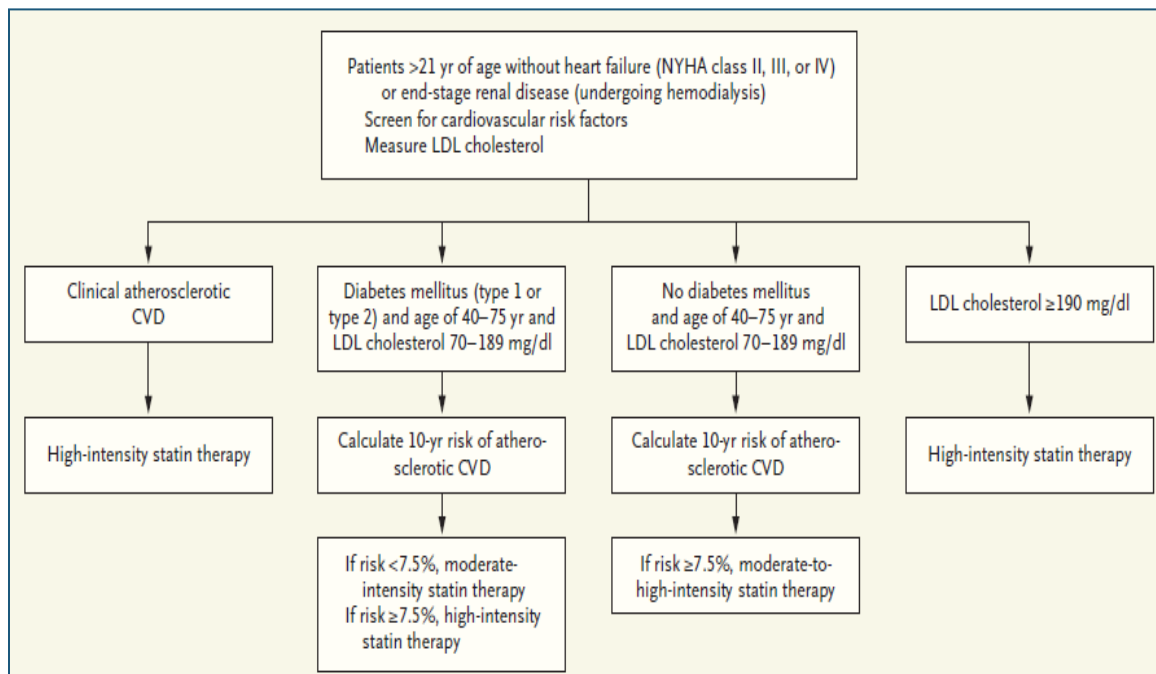 Patients >21 yr of age without heart failure (NYHA class II, III, or IV)
or end-stage renal disease (undergoing hemodialysis)
Screen for cardiovascular risk factors
Measure LDL cholesterol
Clinical atherosclerotic
CVD
Diabetes mellitus (type 1 or
type 2) and age of 40–75 yr and
LDL cholesterol 70–189 mg/dl
No diabetes mellitus
and age of 40–75 yr and
LDL cholesterol 70–189 mg/dl
LDL cholesterol ≥190 mg/dl
High-intensity statin therapy
Calculate 10-yr risk of athero-
sclerotic CVD
Calculate 10-yr risk of athero-
sclerotic CVD
High-intensity statin therapy
If risk <7.5%, moderate-
intensity statin therapy
If risk ≥7.5%, high-intensity
statin therapy
If risk ≥7.5%, moderate-to-
high-intensity statin therapy